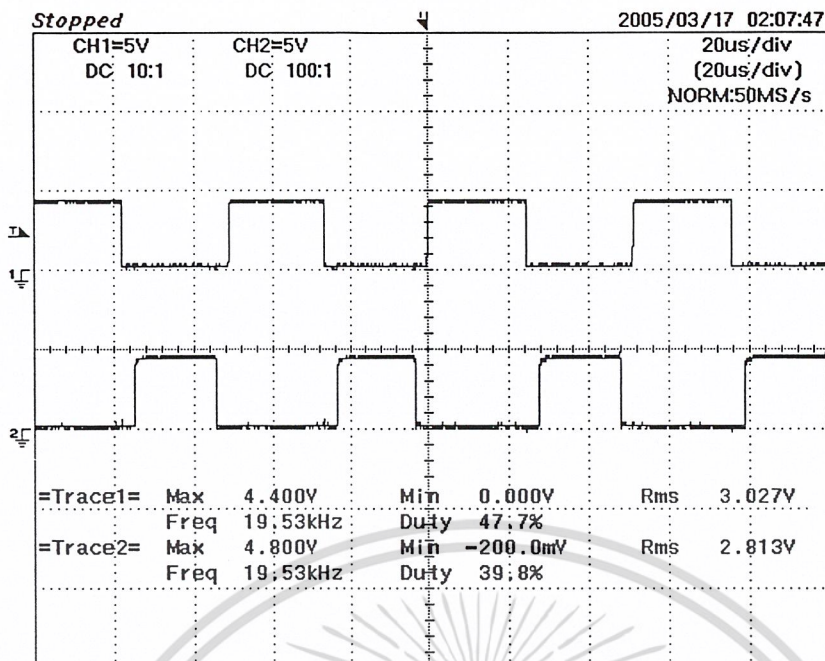 Stopped 2005/03/17 02:07:47
CH1=5V CH2=5V 20us/div
DC 10:1 DC 100:1 (20us/div)
NORM:50MS/s
T
1
2
=Trace1= Max 4.400V Min 0.000V Rms 3.027V
Freq 19.53kHz Duty 47.7%
=Trace2= Max 4.800V Min -200.0mV Rms 2.813V
Freq 19.53kHz Duty 39.8%